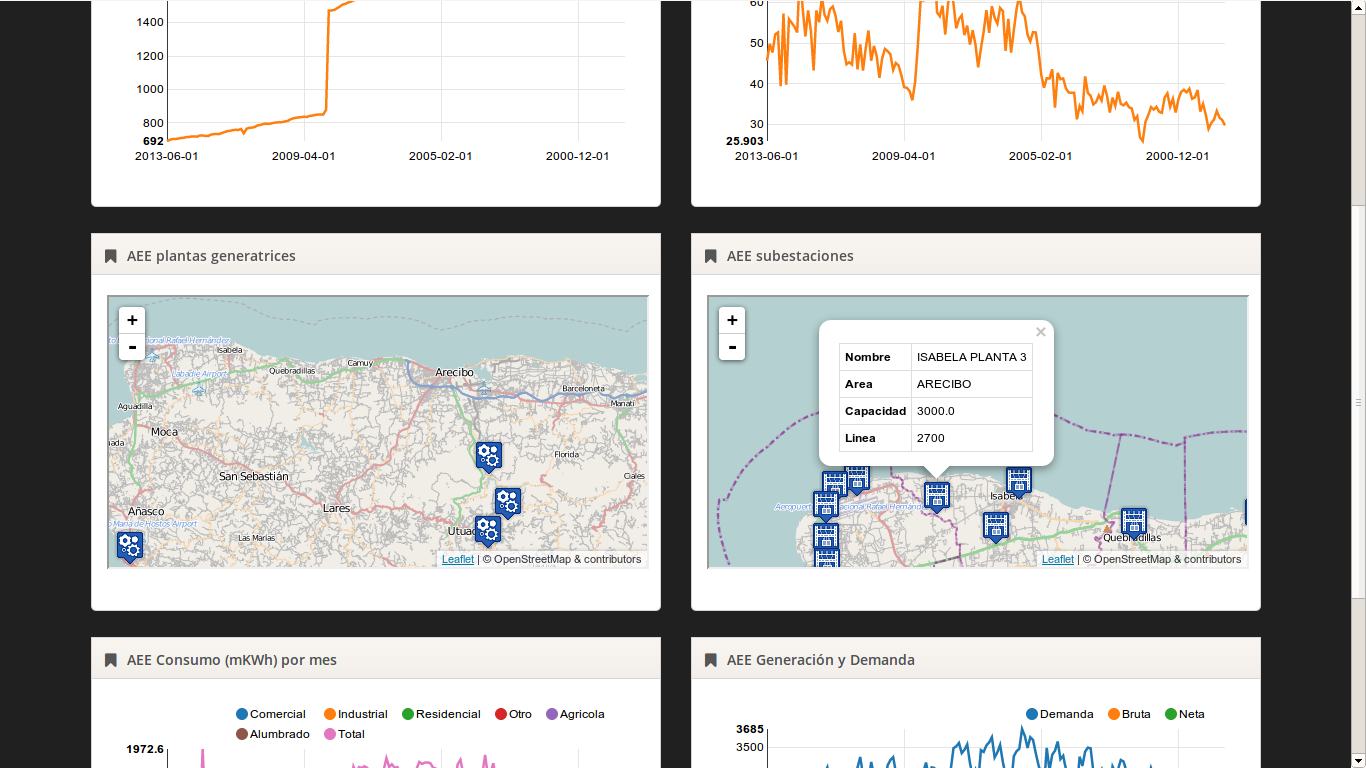 1400
1200
1000
800
692
2013-06-01 2009-04-01 2005-02-01 2000-12-01
60
50
40
30
25.903
2013-06-01 2009-04-01 2005-02-01 2000-12-01
AEE plantas generatrices
+
-
Isabela
Labadie Airport
Quebradillas
Camuy
Arecibo
Barceloneta
Manatí
Aguadilla
Moca
Florida
San Sebastián
Ciales
Lares
Añasco
Las Marías
Leaflet | © OpenStreetMap & contributors
AEE subestaciones
+
-
×
Nombre ISABELA PLANTA 3
Area ARECIBO
Capacidad 3000.0
Linea 2700
Quebradillas
Leaflet | © OpenStreetMap & contributors
AEE Consumo (mKWh) por mes
Comercial Industrial Residencial Otro Agricola
Alumbrado Total
1972.6
AEE Generación y Demanda
Demanda Bruta Neta
3685
3500